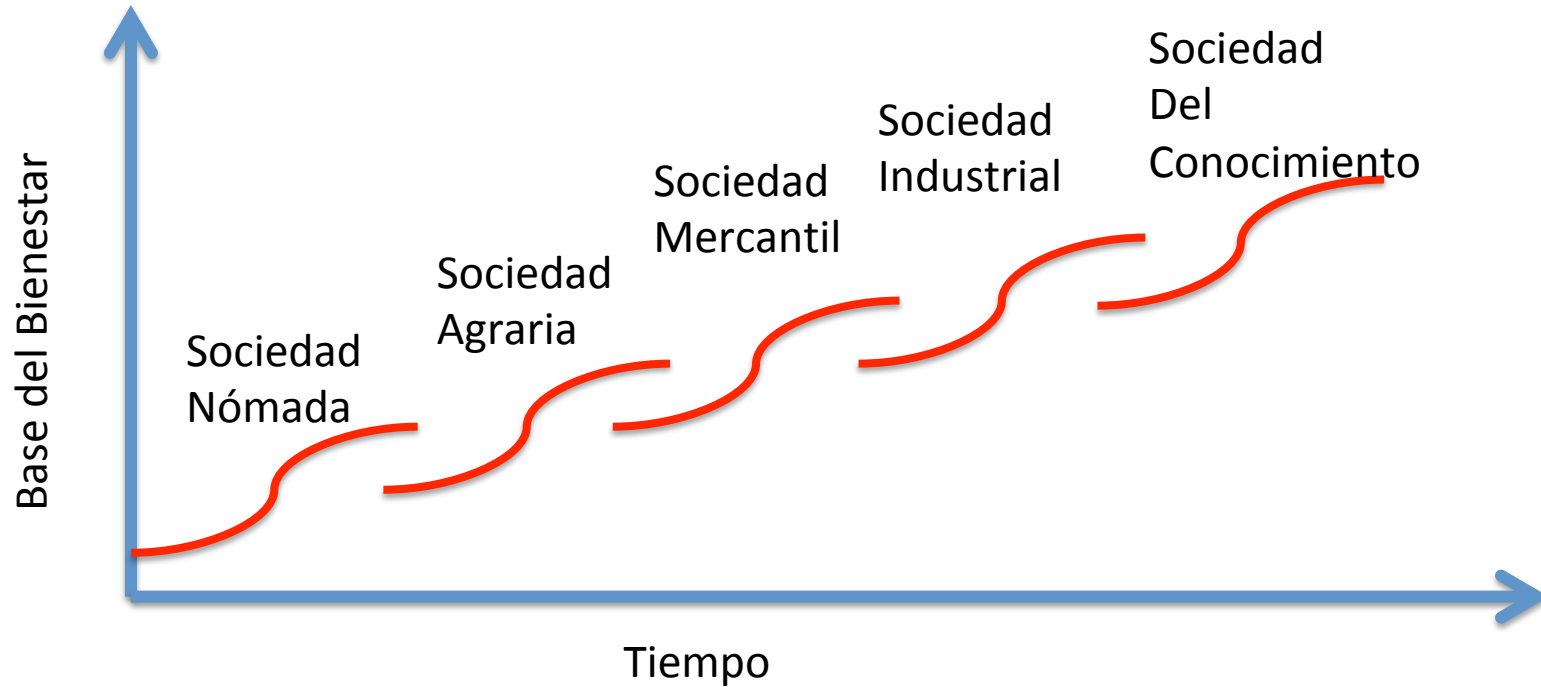 Sociedad
Del
Conocimiento
Sociedad
Industrial
Sociedad
Mercantil
Sociedad
Agraria
Sociedad
Nómada
Base del Bienestar
Tiempo